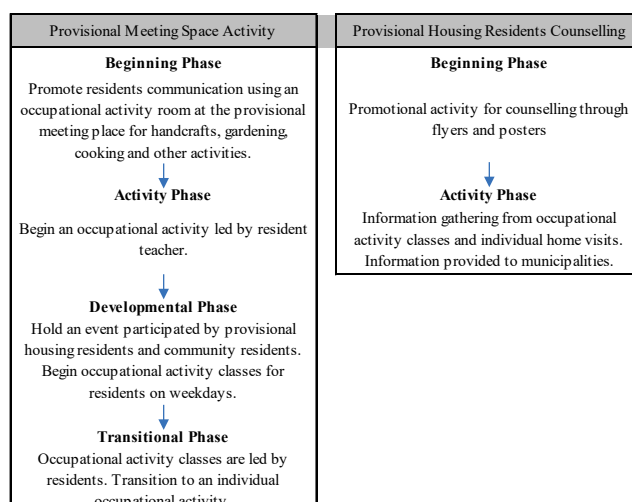 Provisional Meeting Space Activity
Beginning Phase
Promote residents communication using an
occupational activity room at the provisional
meeting place for handcrafts, gardening,
cooking and other activities.
Activity Phase
Begin an occupational activity led by resident
teacher.
Developmental Phase
Hold an event participated by provisional
housing residents and community residents.
Begin occupational activity classes for
residents on weekdays.
Transitional Phase
Occupational activity classes are led by
residents. Transition to an individual
occupational activity
Provisional Housing Residents Counselling
Beginning Phase
Promotional activity for counselling through
flyers and posters
Activity Phase
Information gathering from occupational
activity classes and individual home visits.
Information provided to municipalities.